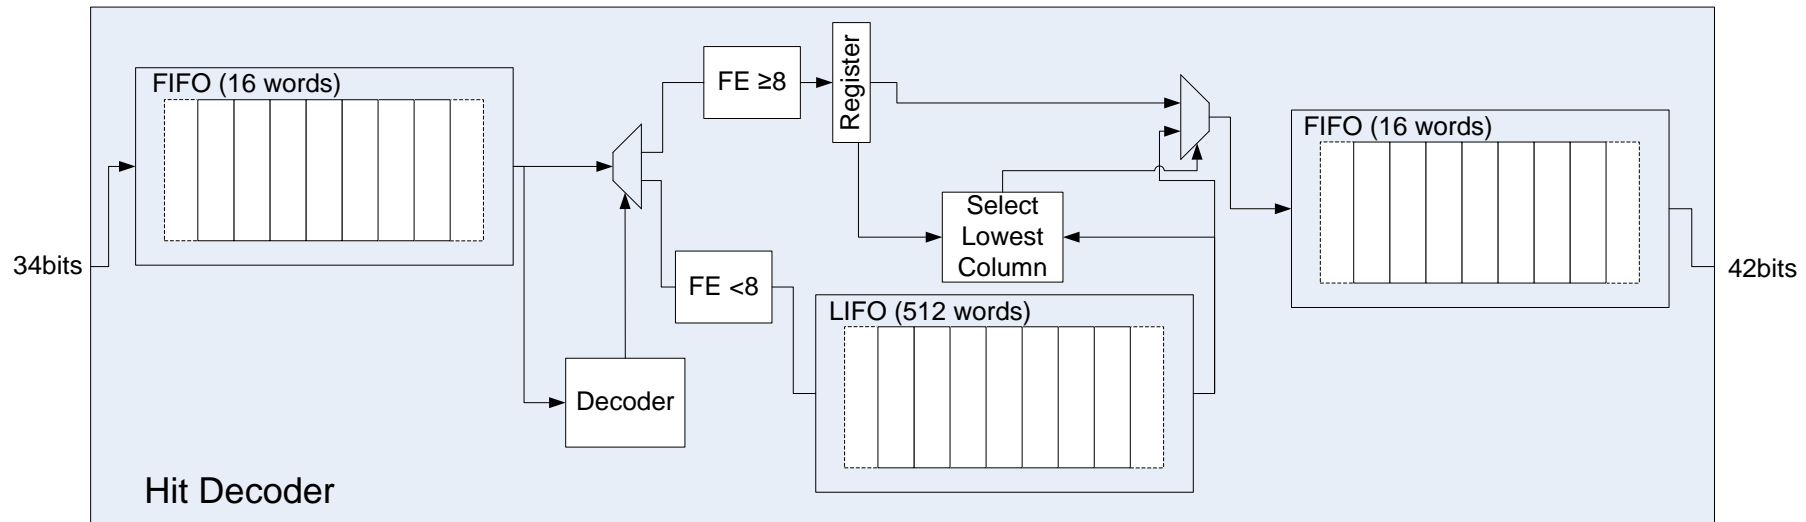 FIFO (16 words)
FE ≥8
Register
FIFO (16 words)
34bits
Select
Lowest
Column
42bits
FE <8
LIFO (512 words)
Decoder
Hit Decoder